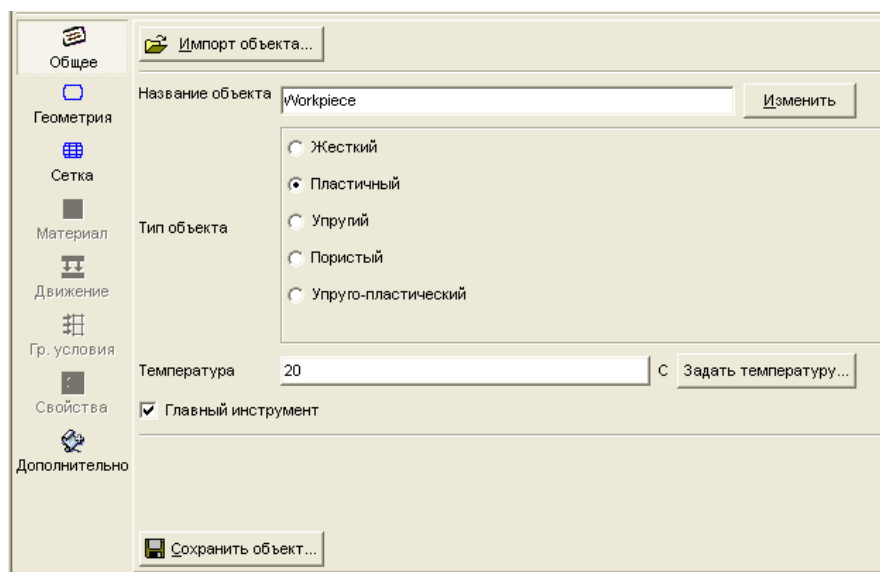 Общее
Геометрия
Сетка
Материал
Движение
Гр. условия
Свойства
Дополнительно
Импорт объекта...
Название объекта Workpiece Изменить
Тип объекта
Жесткий
Пластичный
Упругий
Пористый
Упруго-пластический
Температура 20 C Задать температуру...
Главный инструмент
Сохранить объект...